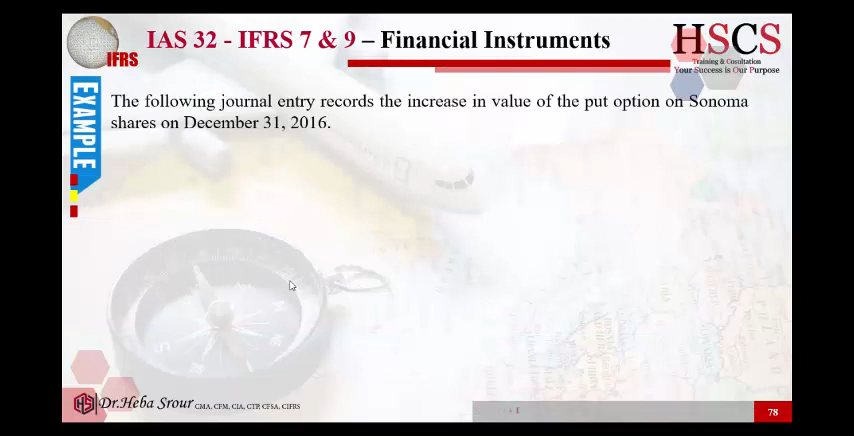 IFRS
IAS 32 - IFRS 7 & 9 – Financial Instruments
HSCS
Training & Cosultation
Your Success is Our Purpose
EXAMPLE
The following journal entry records the increase in value of the put option on Sonoma
shares on December 31, 2016.
Dr.Heba Srour CMA, CFM, CIA, CTP, CFSA, CIFRS
78